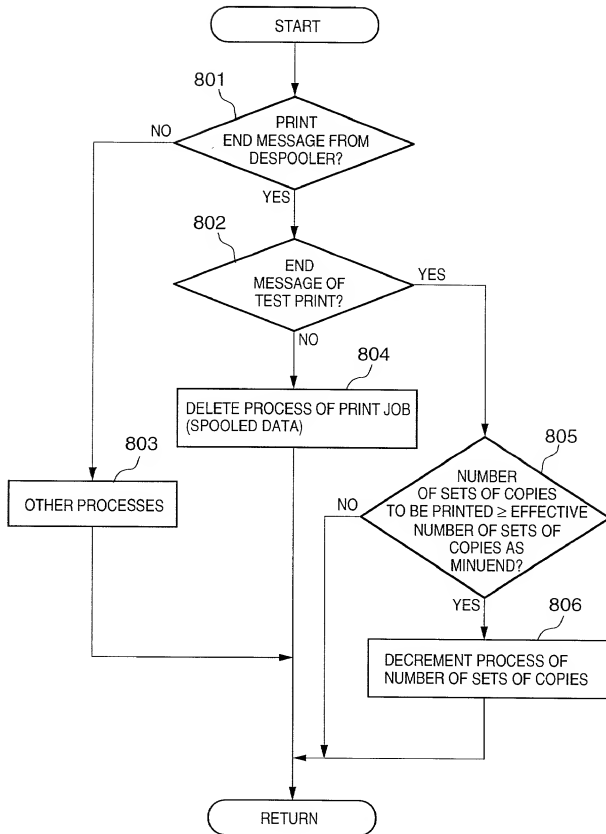 START
801
PRINT
END MESSAGE FROM
DESPOOLER?
NO
YES
802
END
MESSAGE OF
TEST PRINT?
YES
NO
804
DELETE PROCESS OF PRINT JOB
(SPOOLED DATA)
803
OTHER PROCESSES
805
NUMBER
OF SETS OF COPIES
TO BE PRINTED ≥ EFFECTIVE
NUMBER OF SETS OF
COPIES AS
MINUEND?
NO
YES
806
DECREMENT PROCESS OF
NUMBER OF SETS OF COPIES
RETURN